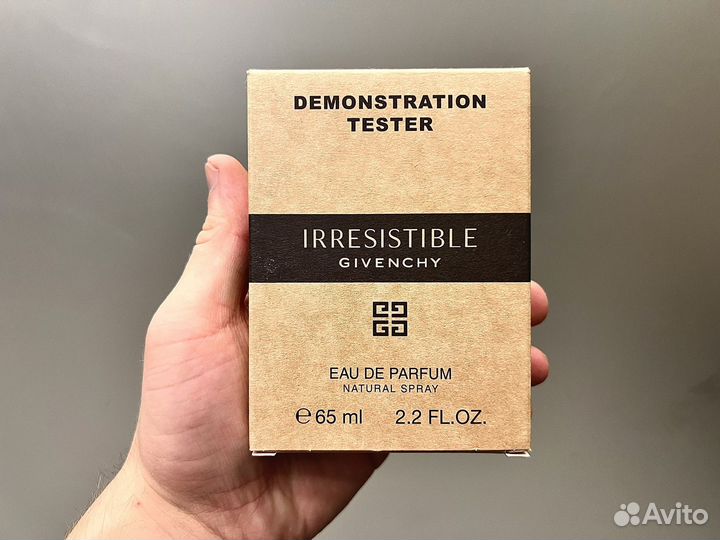 DEMONSTRATION
TESTER
IRRESISTIBLE
GIVENCHY
EAU DE PARFUM
NATURAL SPRAY
℮ 65 ml 2.2 FL.OZ.
Avito